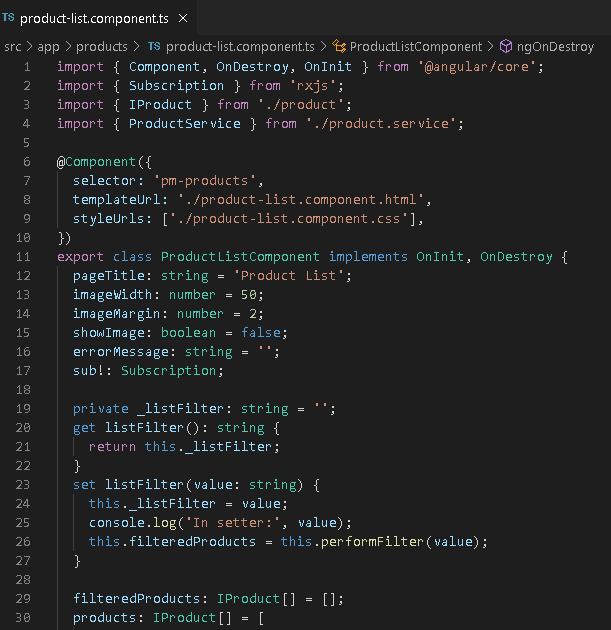 TS product-list.component.ts ×
src > app > products > TS product-list.component.ts > ProductListComponent > ngOnDestroy
1 import { Component, OnDestroy, OnInit } from '@angular/core';
2 import { Subscription } from 'rxjs';
3 import { IProduct } from './product';
4 import { ProductService } from './product.service';
5
6 @Component({
7   selector: 'pm-products',
8   templateUrl: './product-list.component.html',
9   styleUrls: ['./product-list.component.css'],
10 })
11 export class ProductListComponent implements OnInit, OnDestroy {
12   pageTitle: string = 'Product List';
13   imageWidth: number = 50;
14   imageMargin: number = 2;
15   showImage: boolean = false;
16   errorMessage: string = '';
17   sub!: Subscription;
18
19   private _listFilter: string = '';
20   get listFilter(): string {
21     return this._listFilter;
22   }
23   set listFilter(value: string) {
24     this._listFilter = value;
25     console.log('In setter:', value);
26     this.filteredProducts = this.performFilter(value);
27   }
28
29   filteredProducts: IProduct[] = [];
30   products: IProduct[] = [